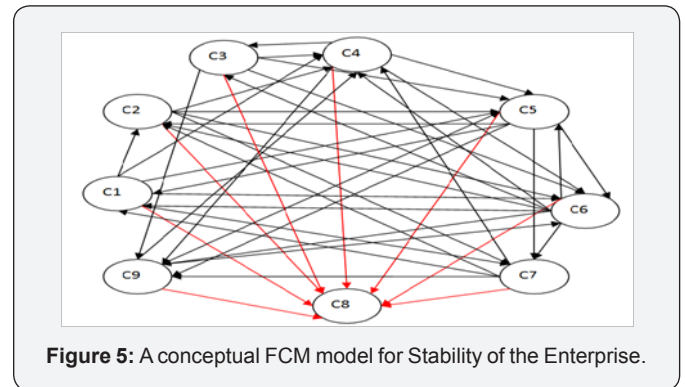 C3
C4
C2
C5
C1
C6
C9
C8
C7
Figure 5: A conceptual FCM model for Stability of the Enterprise.